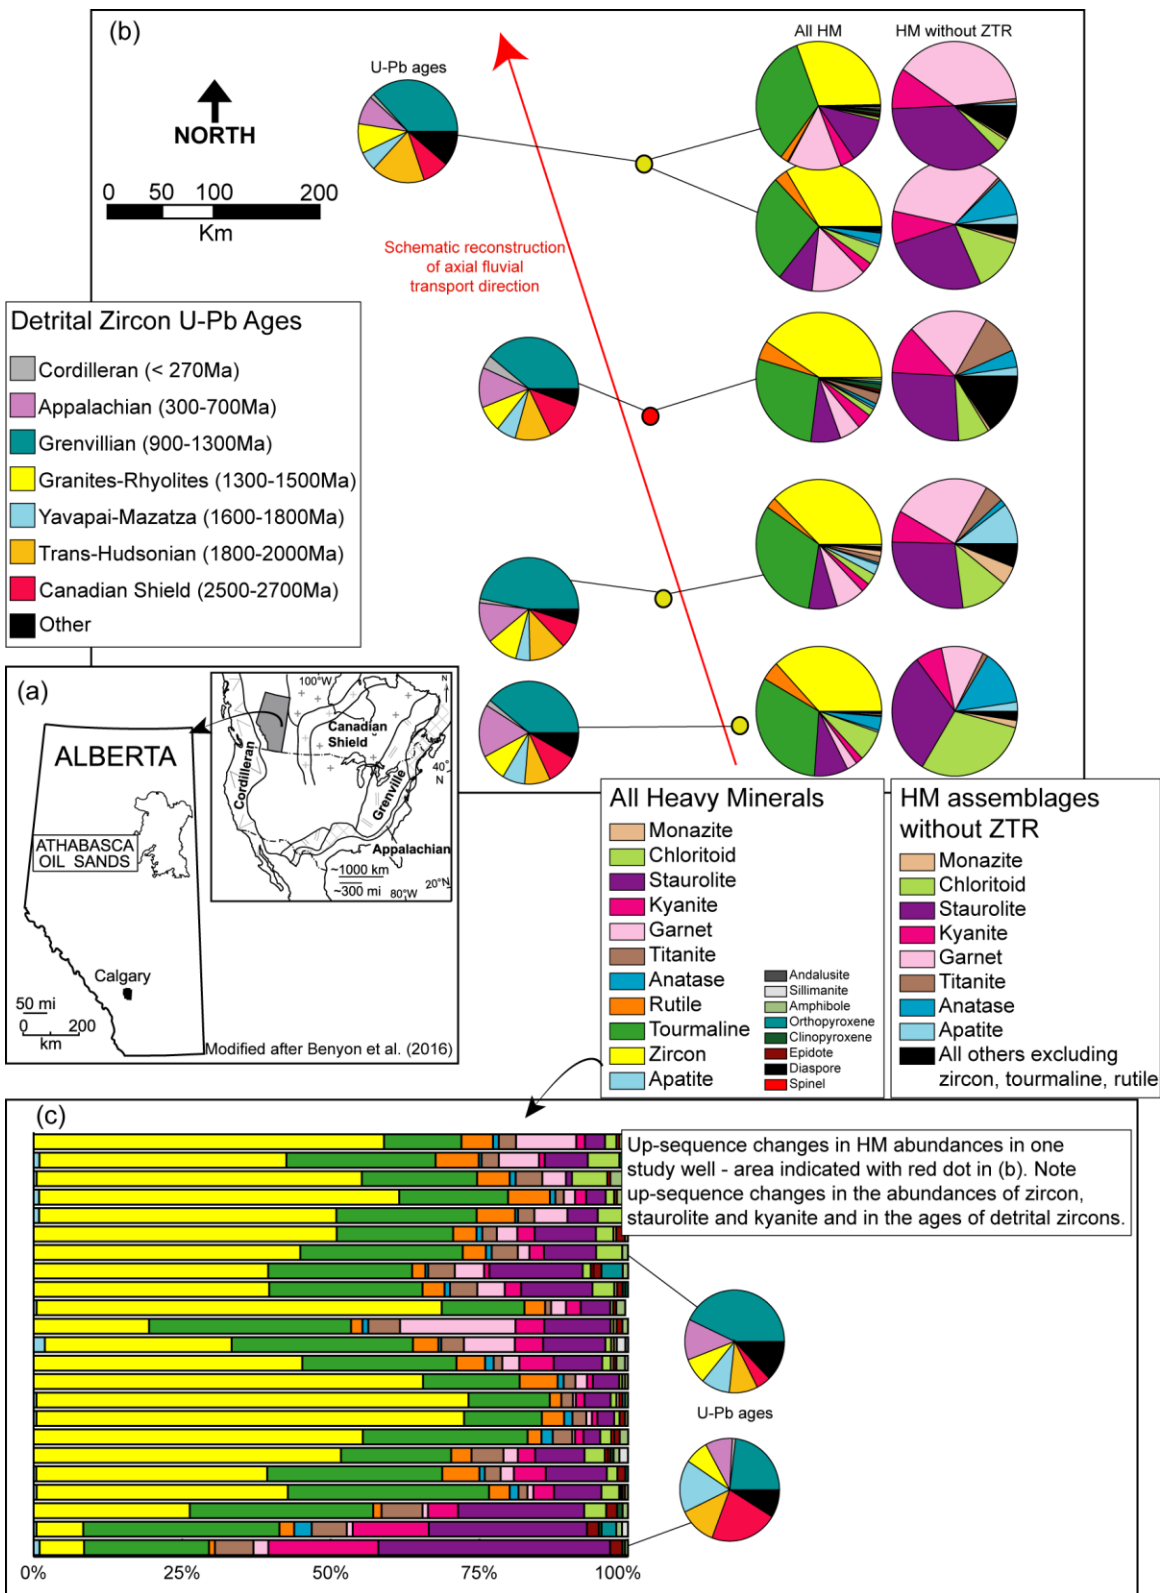 (b)
All HM
HM without ZTR
U-Pb ages
NORTH
0 50 100 200
Km
Schematic reconstruction
of axial fluvial
transport direction
Detrital Zircon U-Pb Ages
Cordilleran (< 270Ma)
Appalachian (300-700Ma)
Grenvillian (900-1300Ma)
Granites-Rhyolites (1300-1500Ma)
Yavapai-Mazatza (1600-1800Ma)
Trans-Hudsonian (1800-2000Ma)
Canadian Shield (2500-2700Ma)
Other
(a)
ALBERTA
ATHABASCA
OIL SANDS
Calgary
50 mi
0 200
km
Modified after Benyon et al. (2016)
100°W
N
Canadian
Shield
Cordilleran
Grenville
Appalachian
40°
N
~1000 km
~300 mi
80°W
20°N
All Heavy Minerals
Monazite
Chloritoid
Staurolite
Kyanite
Garnet
Titanite
Anatase
Rutile
Tourmaline
Zircon
Apatite
Andalusite
Sillimanite
Amphibole
Orthopyroxene
Clinopyroxene
Epidote
Diaspore
Spinel
HM assemblages
without ZTR
Monazite
Chloritoid
Staurolite
Kyanite
Garnet
Titanite
Anatase
Apatite
All others excluding
zircon, tourmaline, rutile
(c)
Up-sequence changes in HM abundances in one
study well - area indicated with red dot in (b). Note
up-sequence changes in the abundances of zircon,
staurolite and kyanite and in the ages of detrital zircons.
U-Pb ages
0% 25% 50% 75% 100%